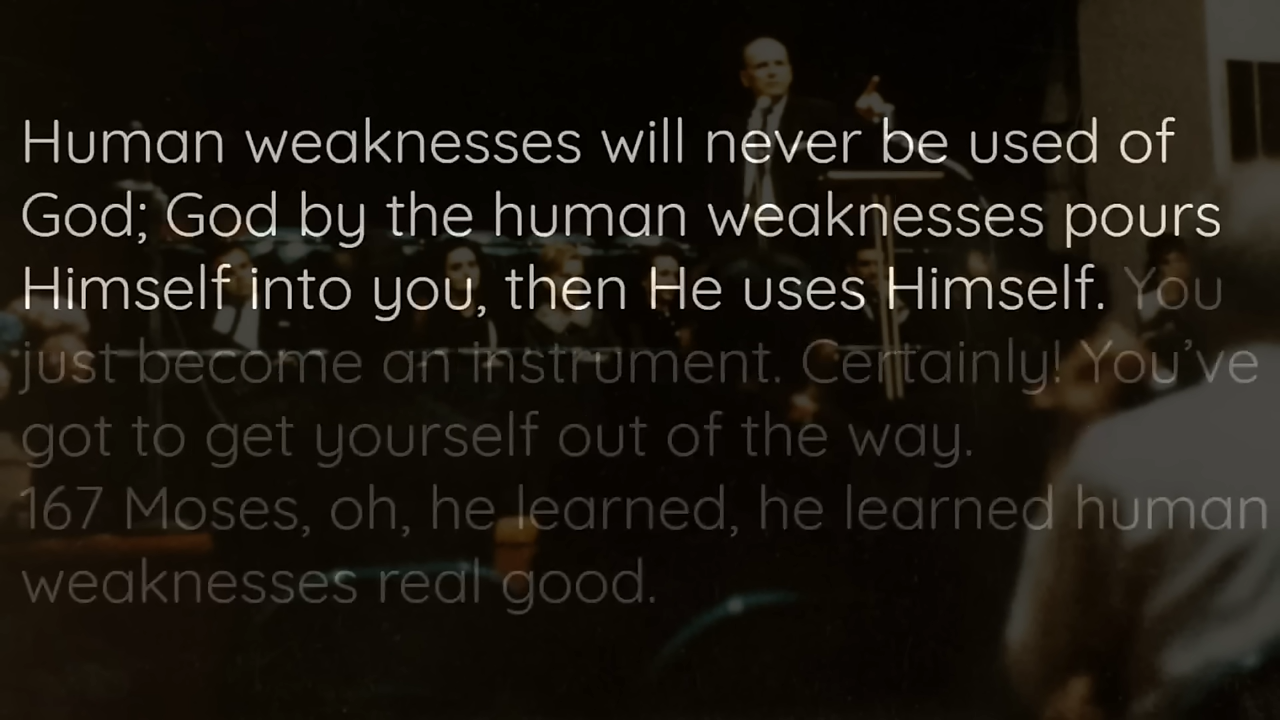 Human weaknesses will never be used of
God; God by the human weaknesses pours
Himself into you, then He uses Himself. You
just become an instrument. Certainly! You’ve
got to get yourself out of the way.
167 Moses, oh, he learned, he learned human
weaknesses real good.